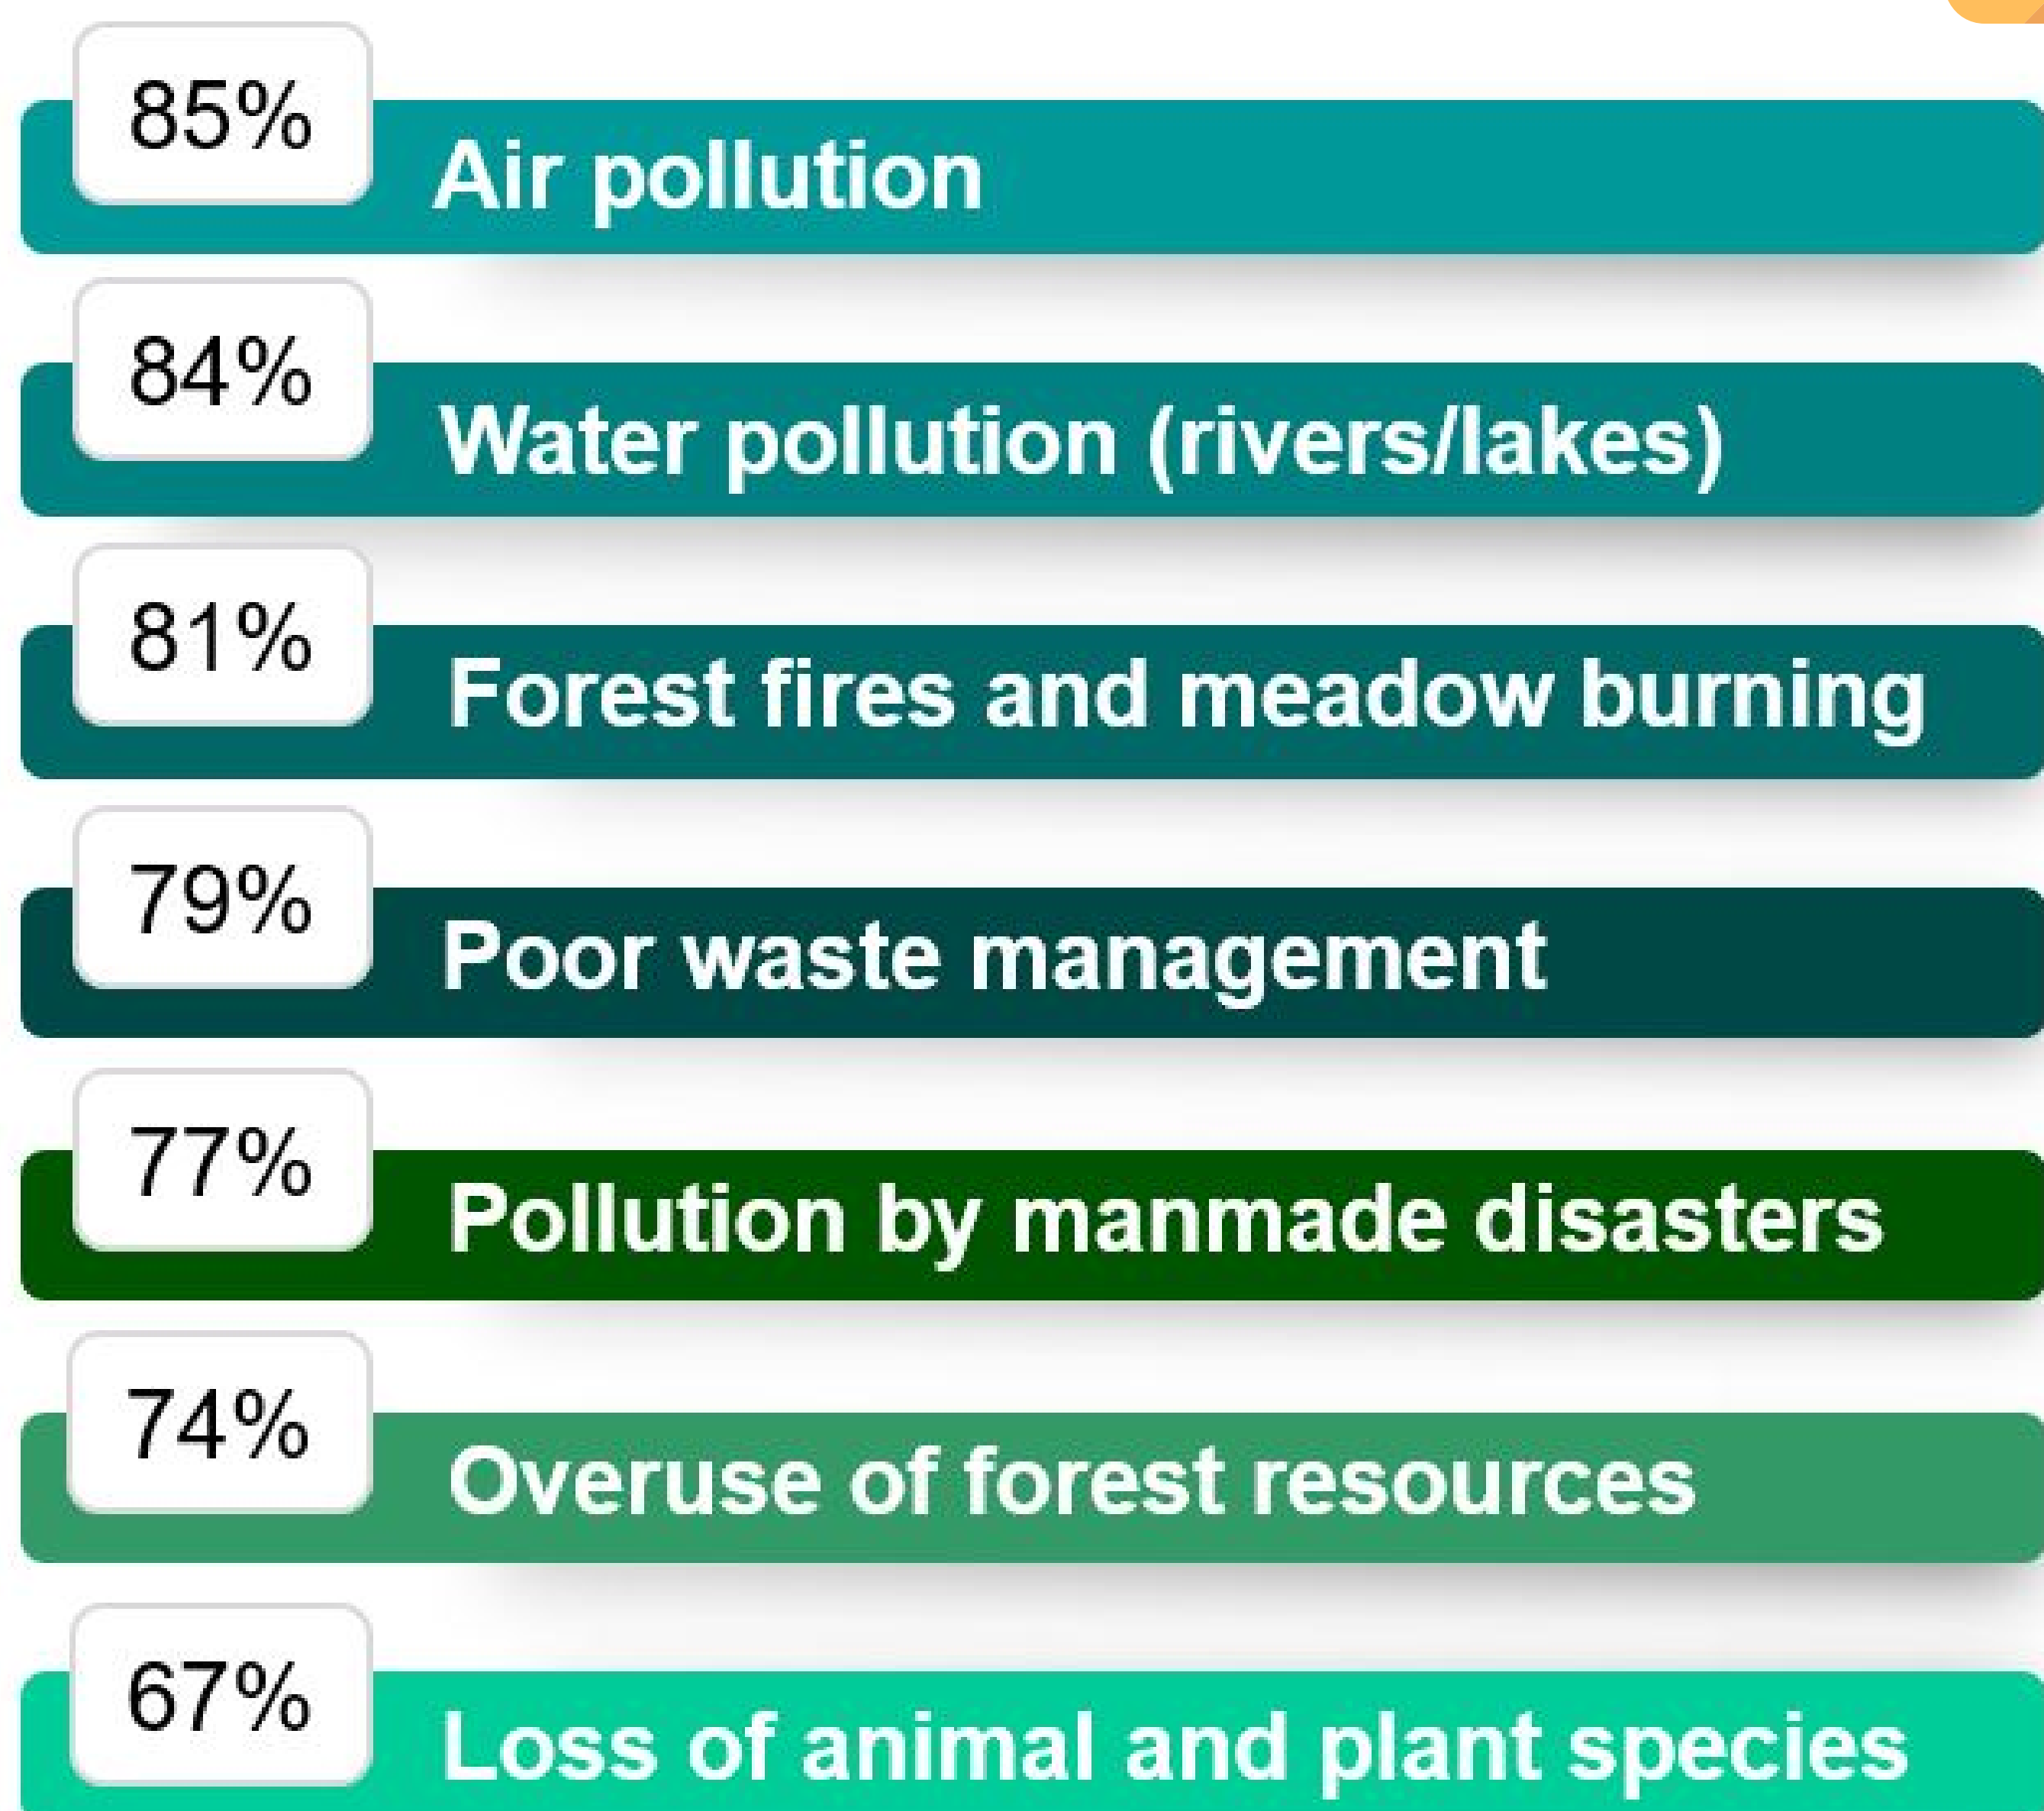 85%
Air pollution
84%
Water pollution (rivers/lakes)
81%
Forest fires and meadow burning
79%
Poor waste management
77%
Pollution by manmade disasters
74%
Overuse of forest resources
67%
Loss of animal and plant species